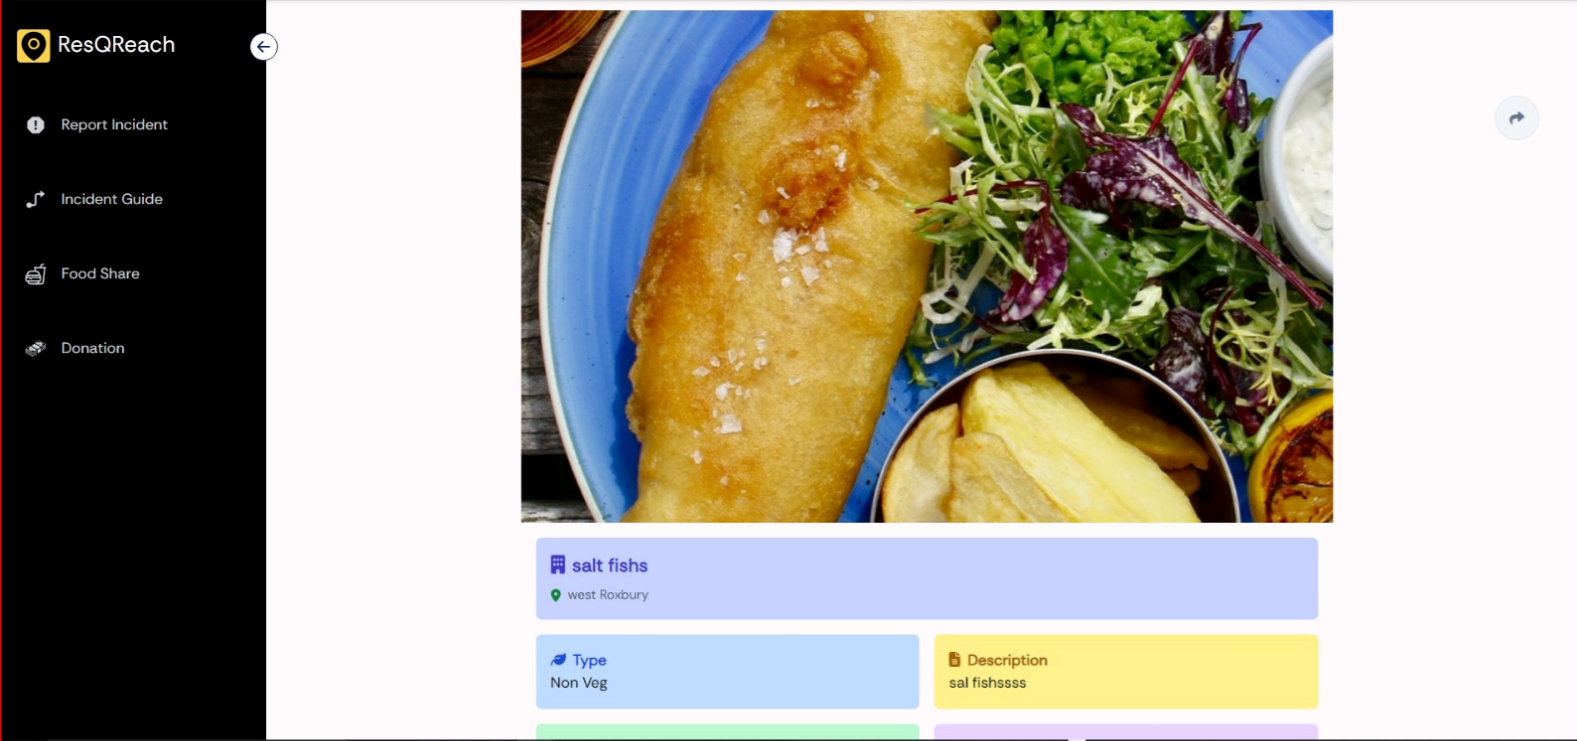 ResQReach
Report Incident
Incident Guide
Food Share
Donation
salt fishs
west Roxbury
Type
Non Veg
Description
sal fishssss